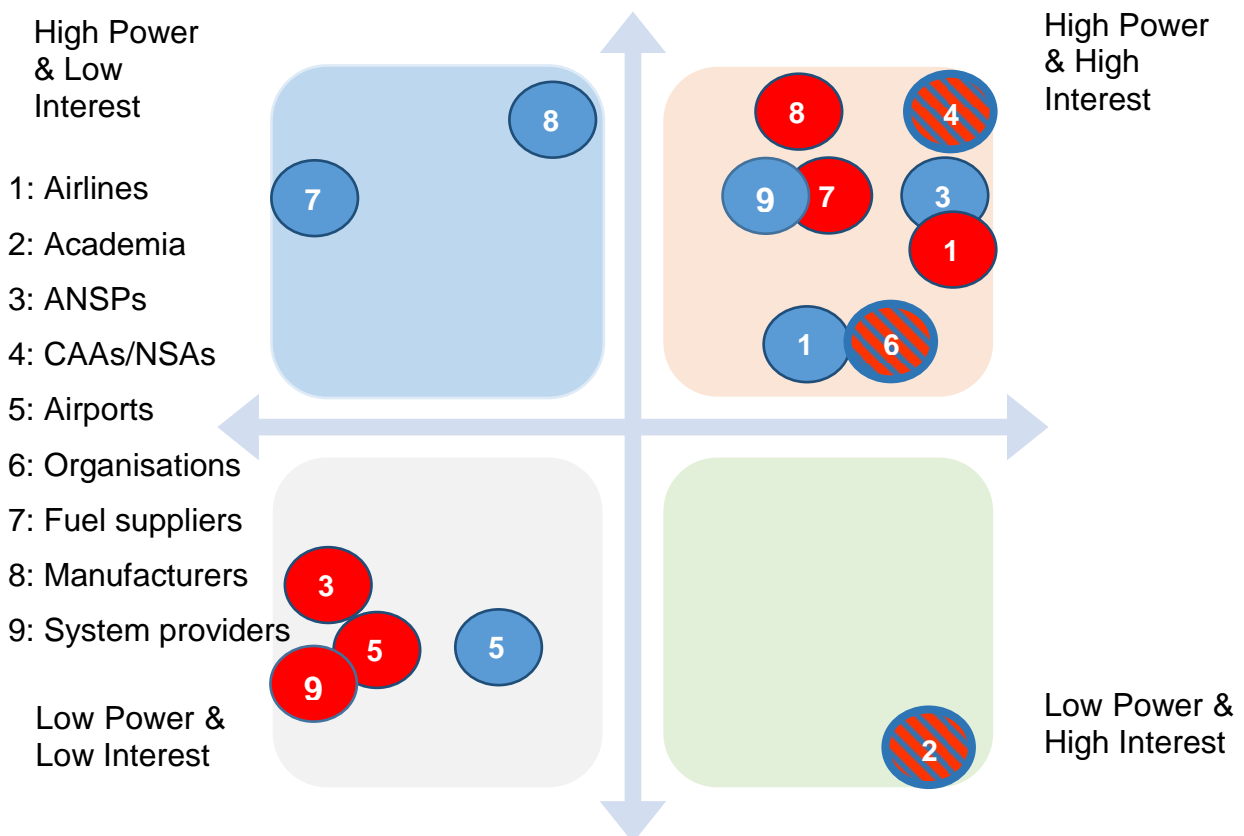 High Power
& Low
Interest
High Power
& High
Interest
8
7
8
4
9
7
3
1
1
6
1: Airlines
2: Academia
3: ANSPs
4: CAAs/NSAs
5: Airports
6: Organisations
7: Fuel suppliers
8: Manufacturers
9: System providers
3
5
5
9
2
Low Power &
Low Interest
Low Power &
High Interest